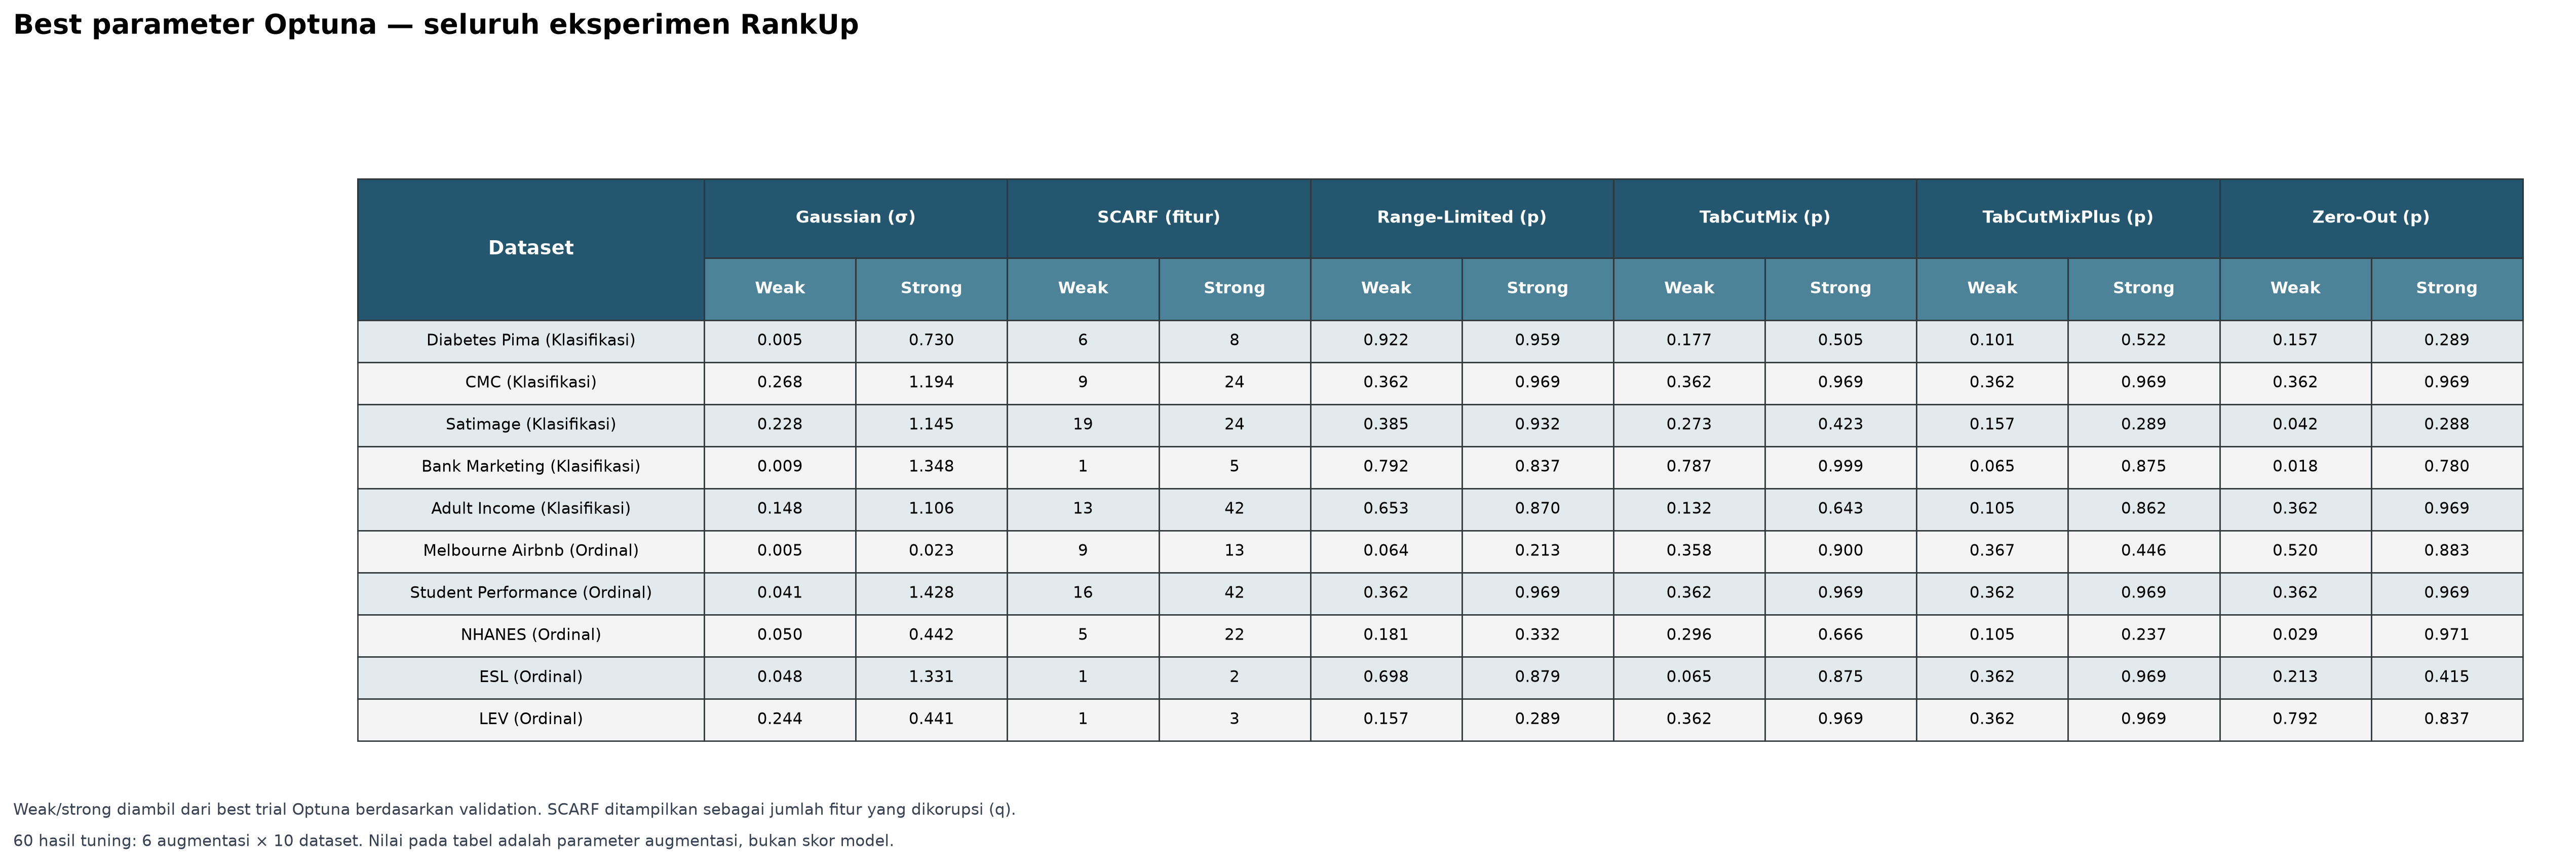 Best parameter Optuna — seluruh eksperimen RankUp
Dataset Gaussian (σ) SCARF (fitur) Range-Limited (p) TabCutMix (p) TabCutMixPlus (p) Zero-Out (p)
Weak Strong Weak Strong Weak Strong Weak Strong Weak Strong Weak Strong
Diabetes Pima (Klasifikasi) 0.005 0.730 6 8 0.922 0.959 0.177 0.505 0.101 0.522 0.157 0.289
CMC (Klasifikasi) 0.268 1.194 9 24 0.362 0.969 0.362 0.969 0.362 0.969 0.362 0.969
Satimage (Klasifikasi) 0.228 1.145 19 24 0.385 0.932 0.273 0.423 0.157 0.289 0.042 0.288
Bank Marketing (Klasifikasi) 0.009 1.348 1 5 0.792 0.837 0.787 0.999 0.065 0.875 0.018 0.780
Adult Income (Klasifikasi) 0.148 1.106 13 42 0.653 0.870 0.132 0.643 0.105 0.862 0.362 0.969
Melbourne Airbnb (Ordinal) 0.005 0.023 9 13 0.064 0.213 0.358 0.900 0.367 0.446 0.520 0.883
Student Performance (Ordinal) 0.041 1.428 16 42 0.362 0.969 0.362 0.969 0.362 0.969 0.362 0.969
NHANES (Ordinal) 0.050 0.442 5 22 0.181 0.332 0.296 0.666 0.105 0.237 0.029 0.971
ESL (Ordinal) 0.048 1.331 1 2 0.698 0.879 0.065 0.875 0.362 0.969 0.213 0.415
LEV (Ordinal) 0.244 0.441 1 3 0.157 0.289 0.362 0.969 0.362 0.969 0.792 0.837
Weak/strong diambil dari best trial Optuna berdasarkan validation. SCARF ditampilkan sebagai jumlah fitur yang dikorupsi (q).
60 hasil tuning: 6 augmentasi × 10 dataset. Nilai pada tabel adalah parameter augmentasi, bukan skor model.